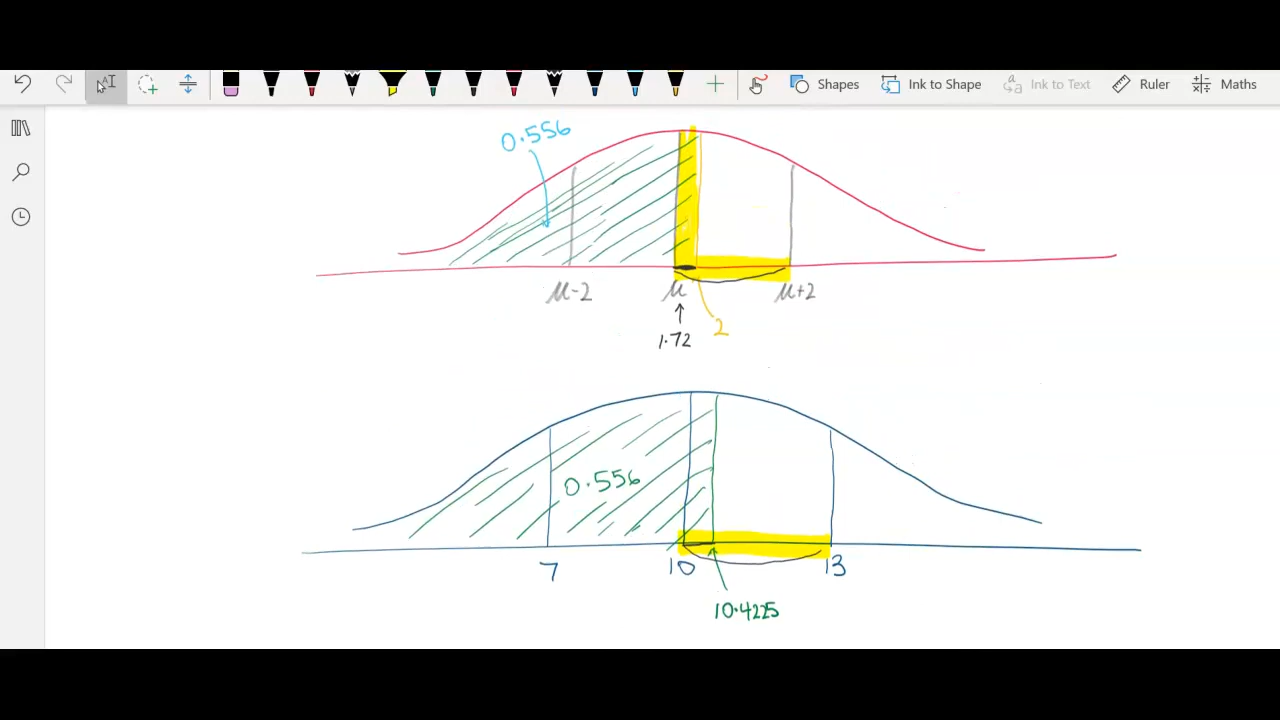 Shapes Ink to Shape Ink to Text Ruler Maths
0.556
μ-2 μ μ+2
2
1.72
0.556
7 10 13
10.4225